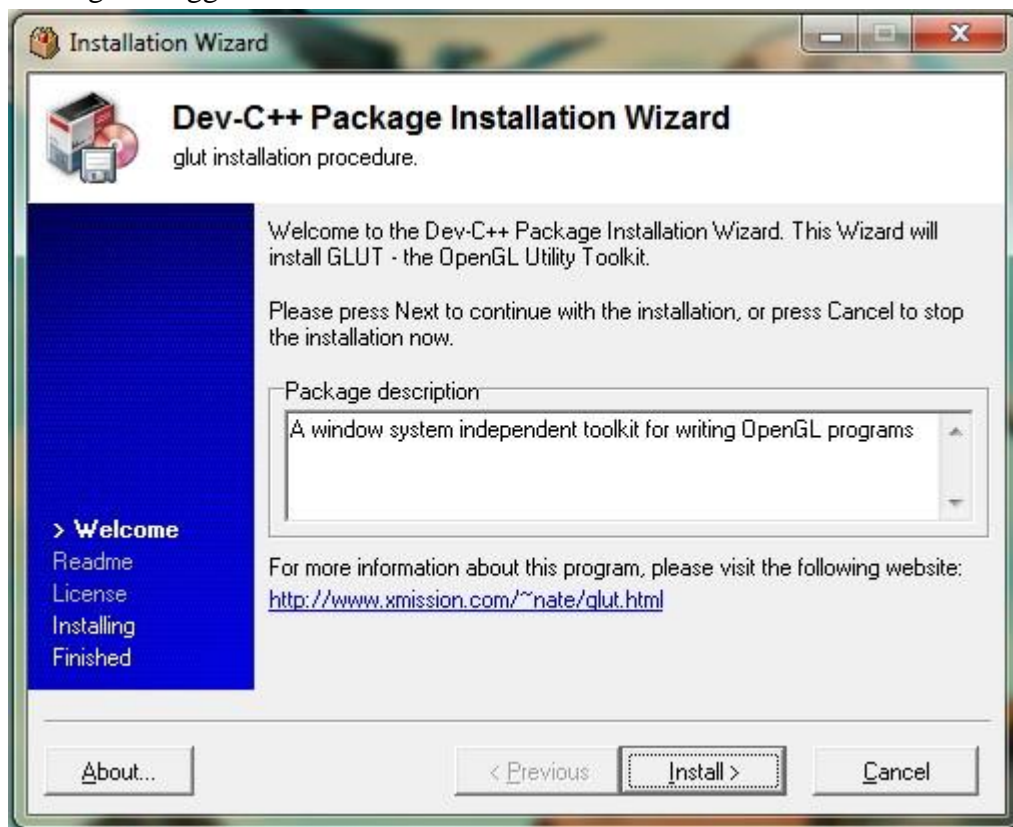 Installation Wizard
Dev-C++ Package Installation Wizard
glut installation procedure.
Welcome to the Dev-C++ Package Installation Wizard. This Wizard will
install GLUT - the OpenGL Utility Toolkit.
Please press Next to continue with the installation, or press Cancel to stop
the installation now.
Package description
A window system independent toolkit for writing OpenGL programs
> Welcome
Readme
License
Installing
Finished
For more information about this program, please visit the following website:
http://www.xmission.com/~nate/glut.html
About...
< Previous
Install >
Cancel